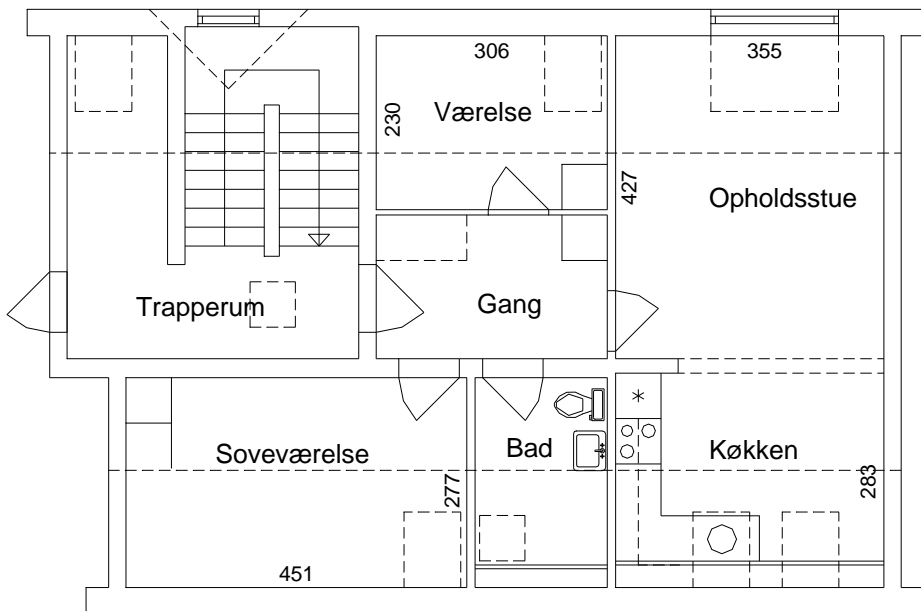 306
355
230
Værelse
427
Opholdsstue
Trapperum
Gang
Soveværelse
Bad
Køkken
277
283
451